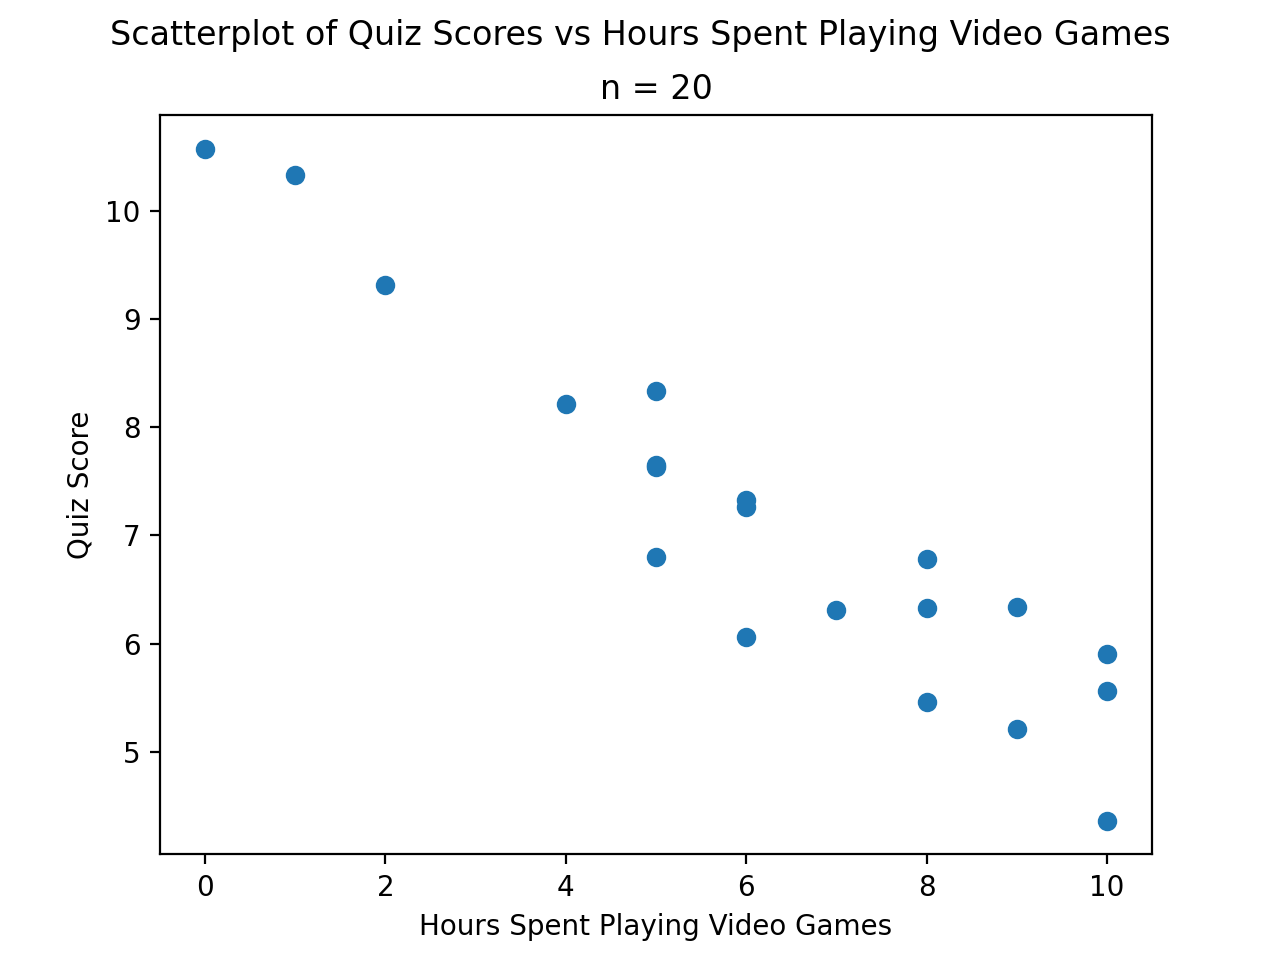 Scatterplot of Quiz Scores vs Hours Spent Playing Video Games
n = 20
10
9
8
7
6
5
Quiz Score
0 2 4 6 8 10
Hours Spent Playing Video Games